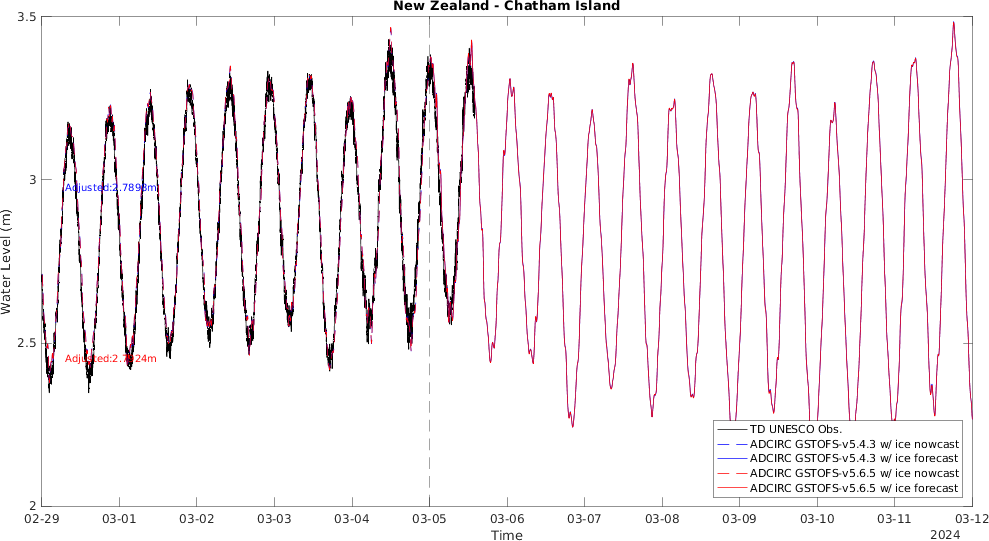 New Zealand - Chatham Island
3.5
3
2.5
2
Water Level (m)
Adjusted:2.7893m
Adjusted:2.7924m
TD UNESCO Obs.
ADCIRC GSTOFS-v5.4.3 w/ ice nowcast
ADCIRC GSTOFS-v5.4.3 w/ ice forecast
ADCIRC GSTOFS-v5.6.5 w/ ice nowcast
ADCIRC GSTOFS-v5.6.5 w/ ice forecast
02-29 03-01 03-02 03-03 03-04 03-05 03-06 03-07 03-08 03-09 03-10 03-11 03-12
Time
2024